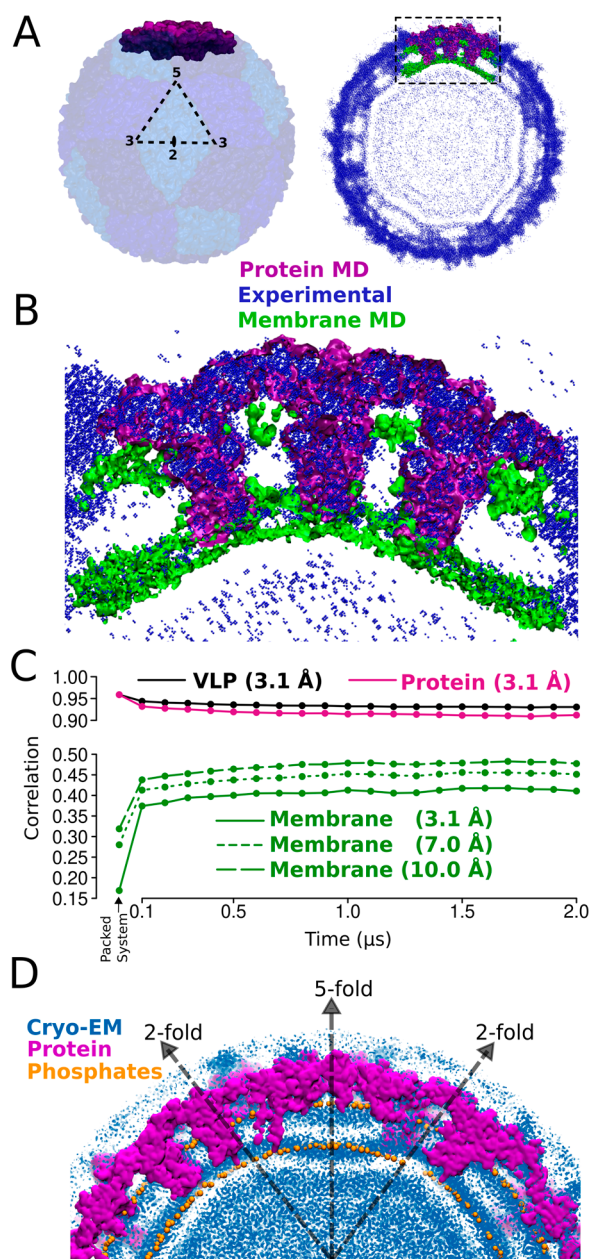 A
5
3
3
2
Protein MD
Experimental
Membrane MD
B
C
1.00
0.95
0.90
VLP (3.1 Å)
Protein (3.1 Å)
0.50
0.45
0.40
0.35
0.30
0.25
0.20
0.15
Correlation
Membrane (3.1 Å)
Membrane (7.0 Å)
Membrane (10.0 Å)
Packed
System
0.1
0.5
1.0
1.5
2.0
Time (μs)
D
5-fold
Cryo-EM
Protein
Phosphates
2-fold
2-fold